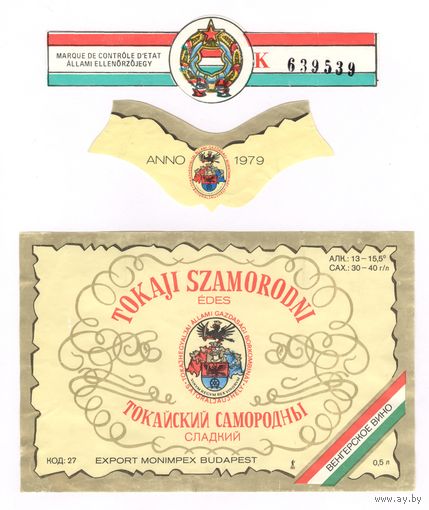 MARQUE DE CONTRÔLE D'ETAT
ÁLLAMI ELLENŐRZŐJEGY
K 639539
ANNO 1979
АЛК.: 13–15,5°
САХ.: 30–40 г/л
TOKAJI SZAMORODNI
ÉDES
ТОКАЙСКИЙ САМОРОДНЫ
СЛАДКИЙ
ВЕНГЕРСКОЕ ВИНО
КОД: 27 EXPORT MONIMPEX BUDAPEST 0,5 л
www.ay.by